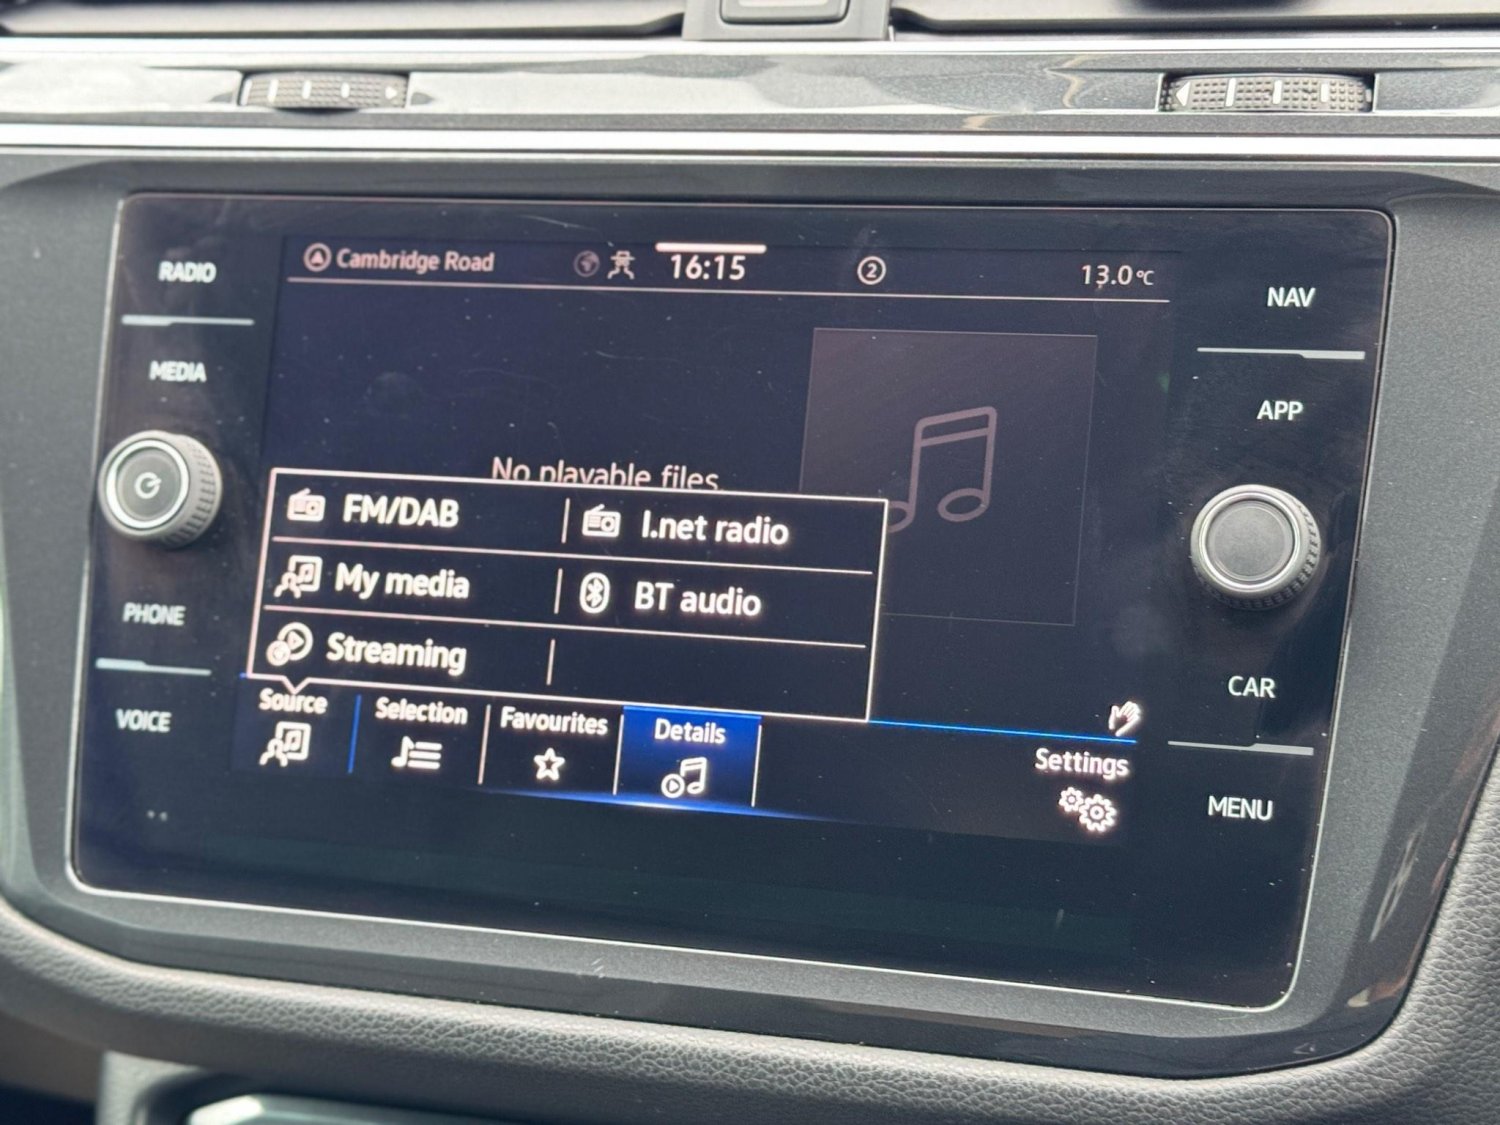 Cambridge Road 16:15 2 13.0°C
RADIO
MEDIA
PHONE
VOICE
No playable files.
FM/DAB I.net radio
My media BT audio
Streaming
Source Selection Favourites Details Settings
NAV
APP
CAR
MENU